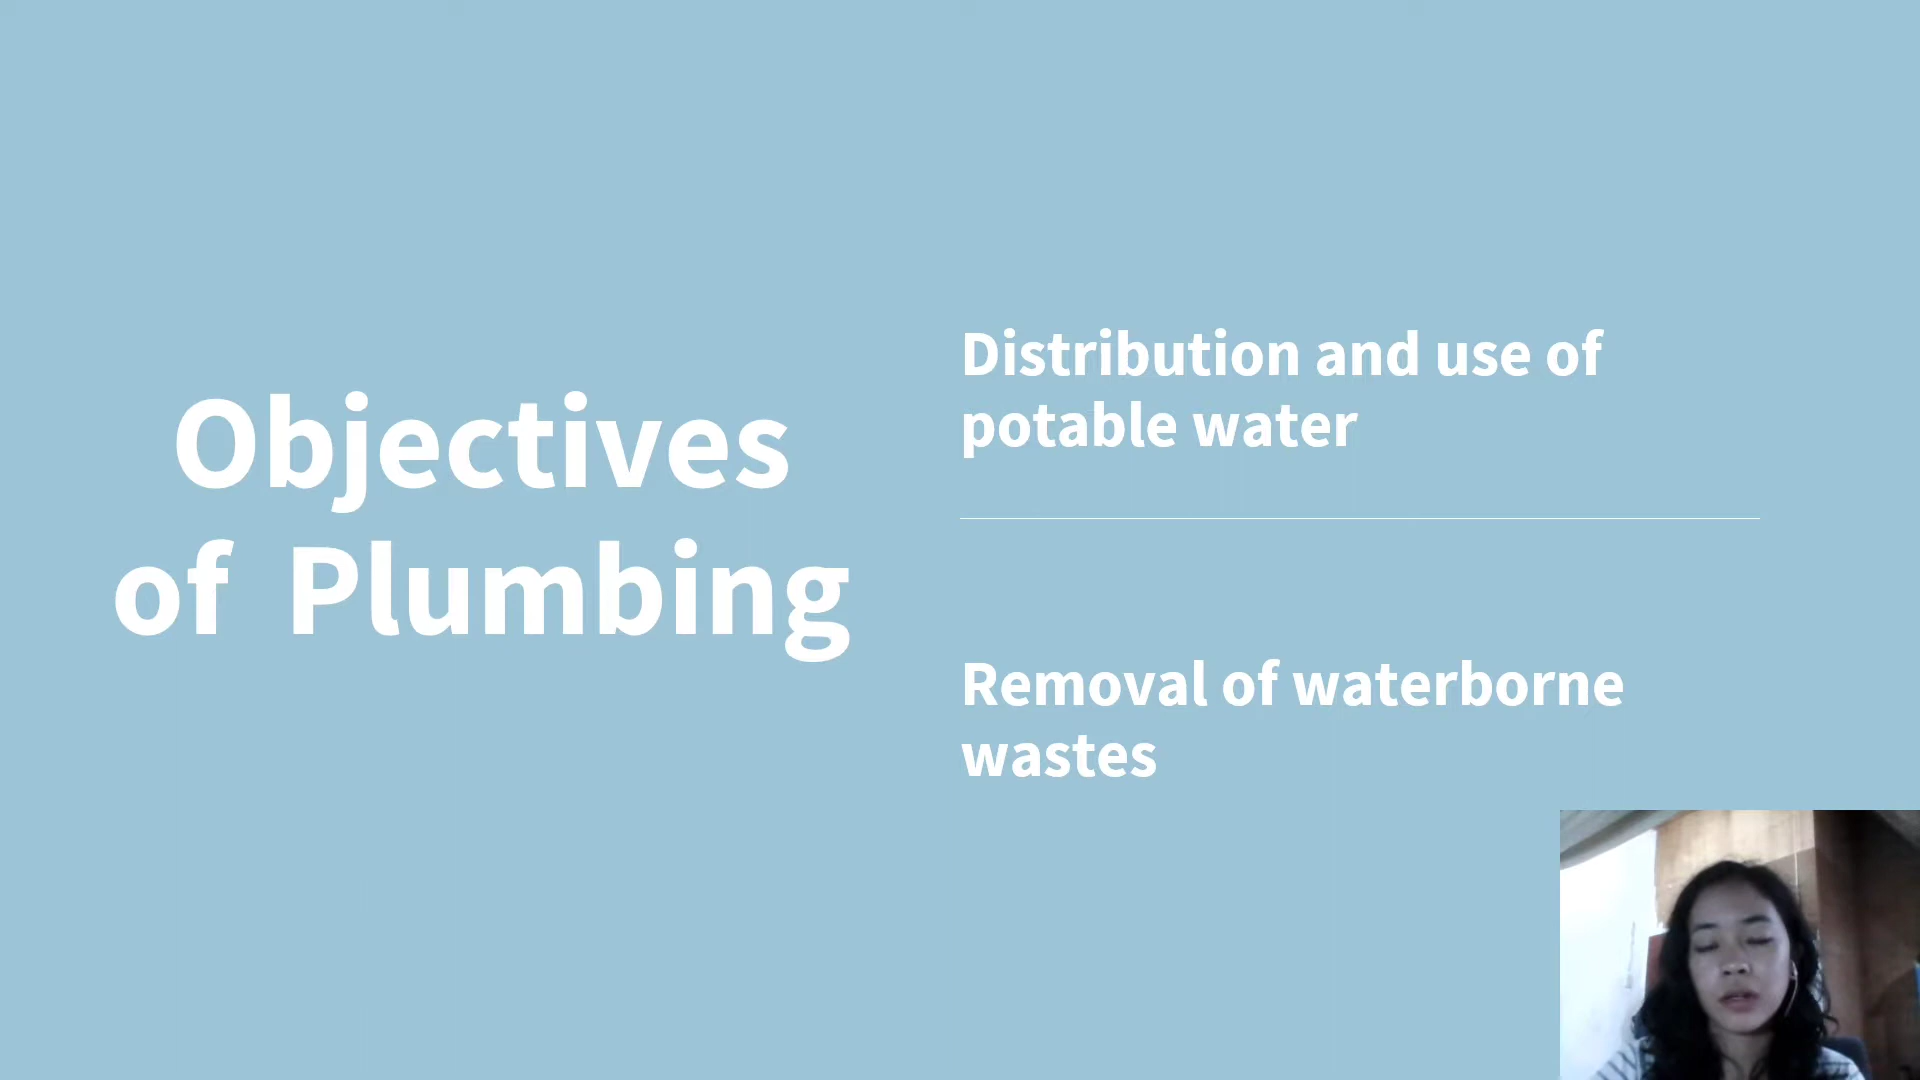 Objectives
of Plumbing
Distribution and use of
potable water
Removal of waterborne
wastes